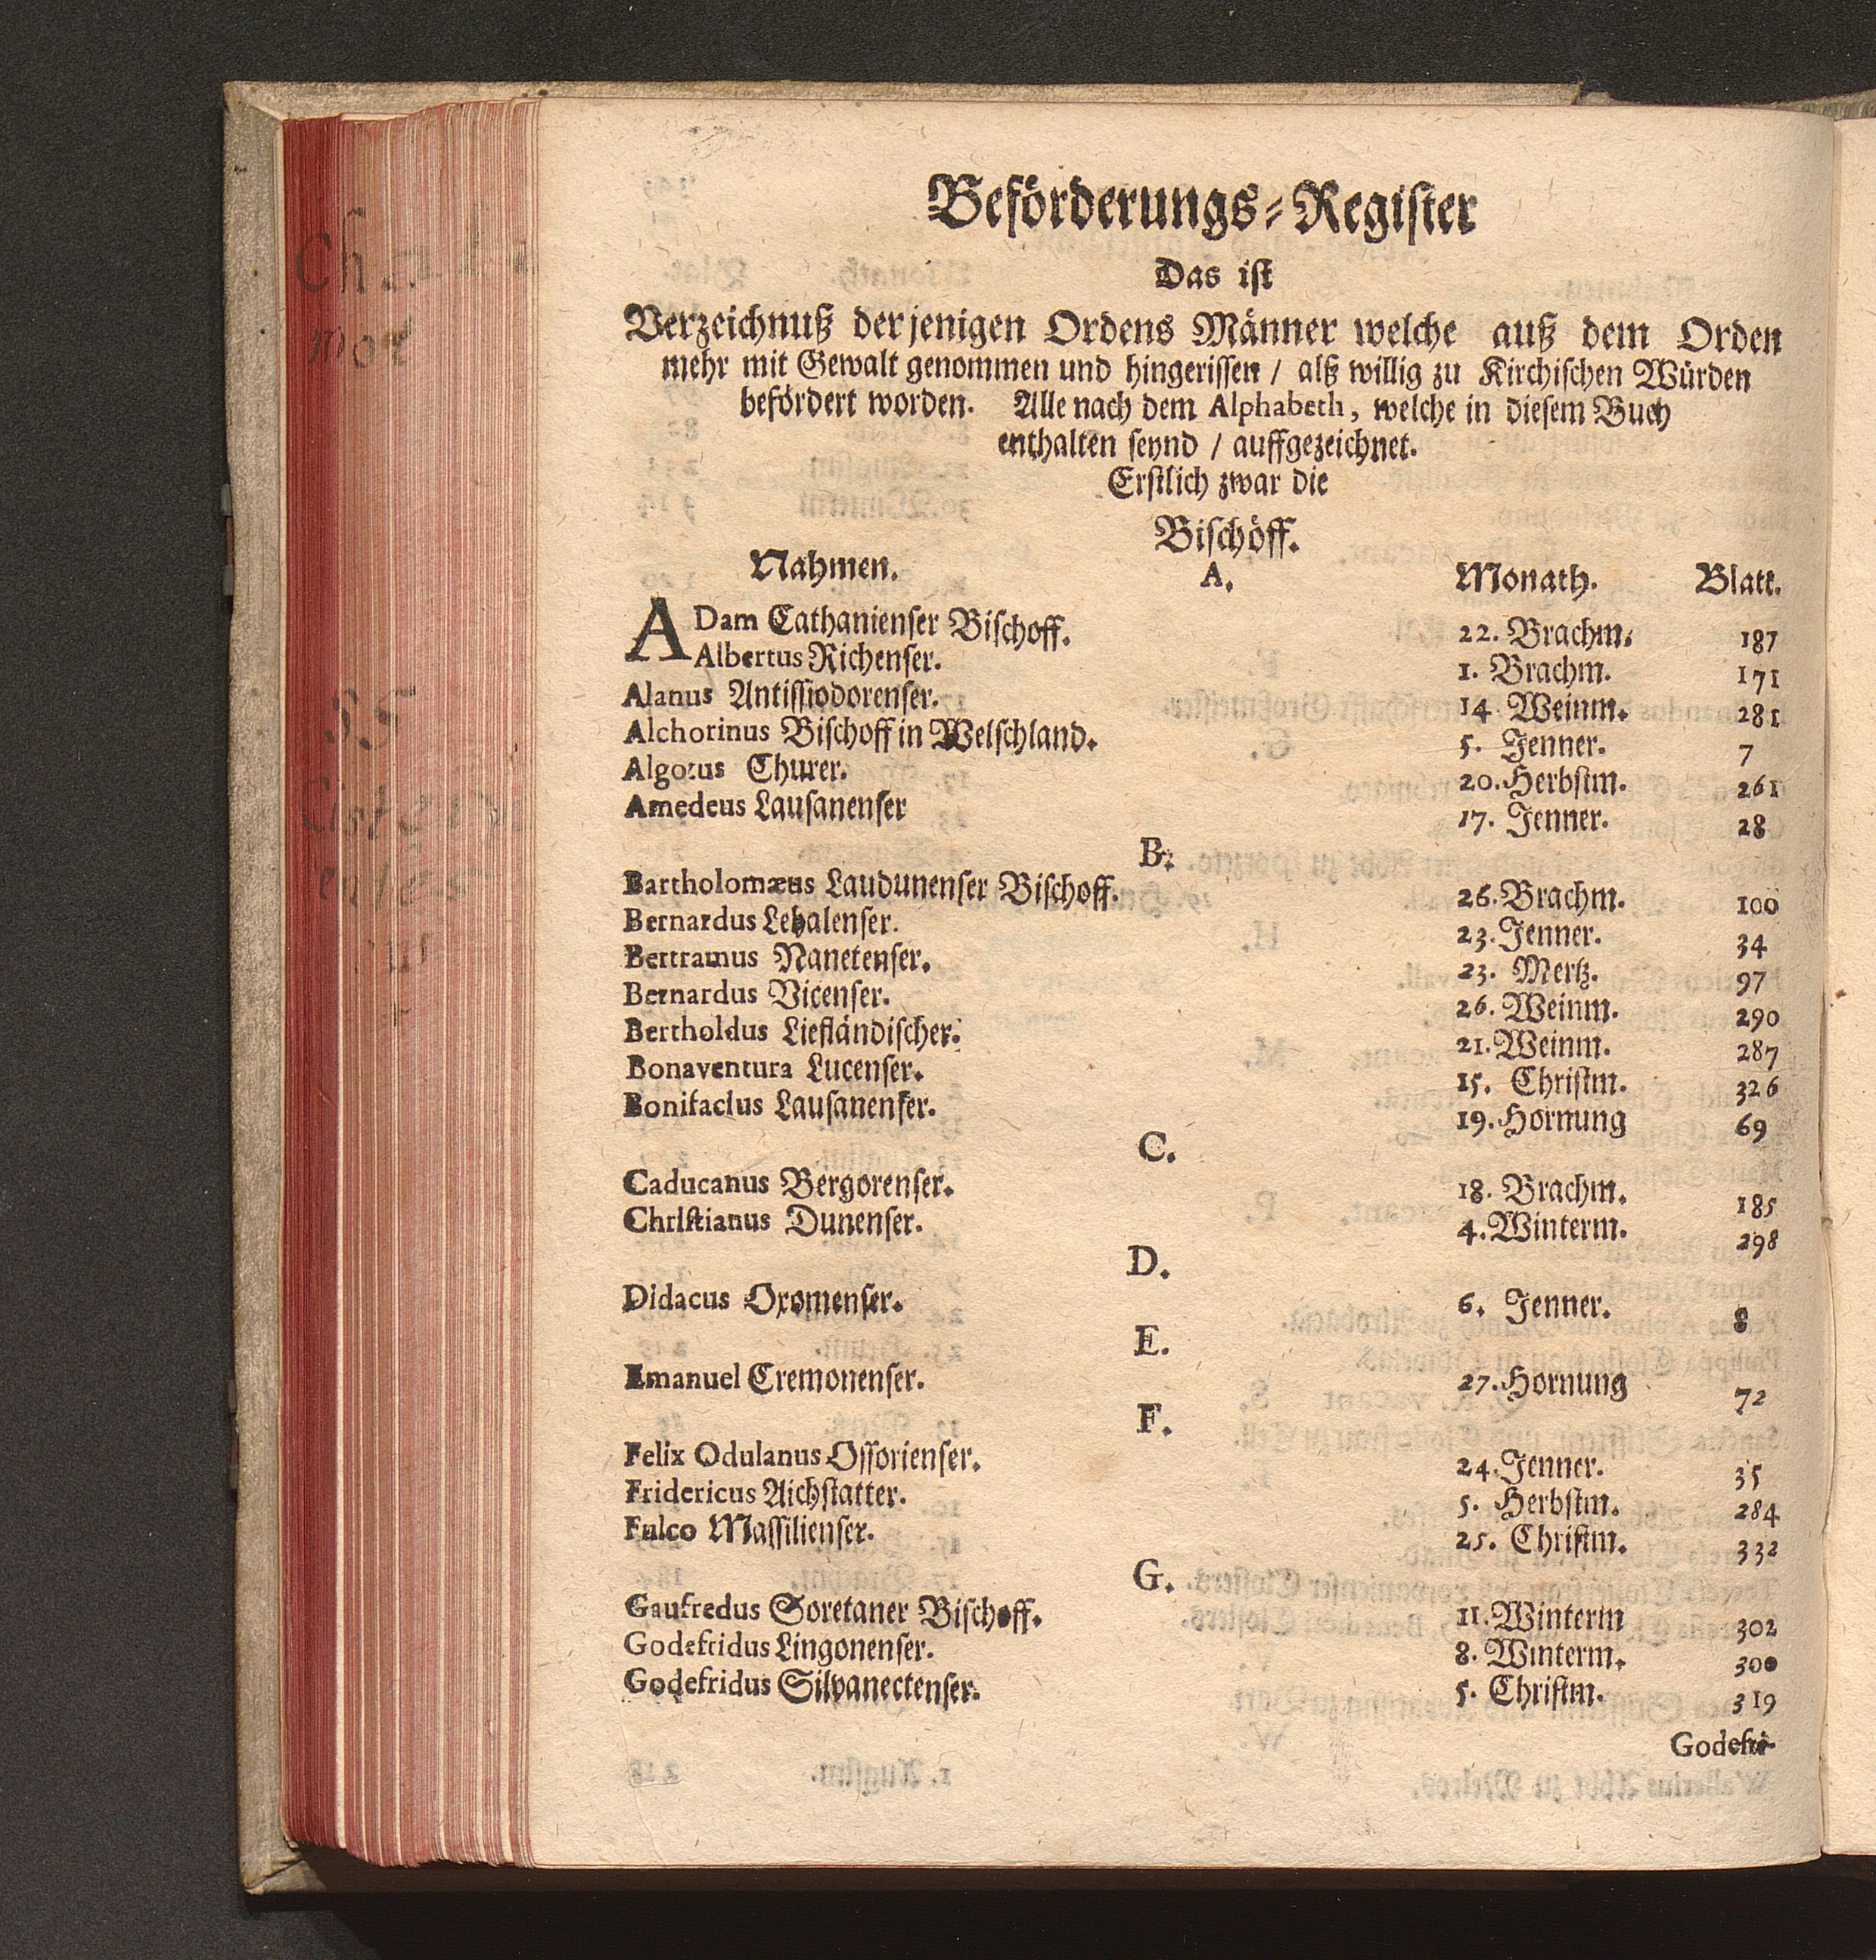 Beförderungs-Register
Das ist
Verzeichnuß derjenigen Ordens Männer welche auß dem Orden
mehr mit Gewalt genommen und hingerissen / alß willig zu Kirchischen Würden
befördert worden. Alle nach dem Alphabeth, welche in diesem Buch
enthalten seynd / auffgezeichnet.
Erstlich zwar die
Bischöff.
Nahmen. A. Monath. Blatt.
ADam Cathanienser Bischoff. 22. Brachm. 187
Albertus Richenser. 1. Brachm. 171
Alanus Antissiodorenser. 14 Weinm. 281
Alchorinus Bischoff in Welschland. 5. Jenner. 7
Algotus Churer. 20. Herbstm. 261
Amedeus Lausanenser 17. Jenner. 28
B.
Bartholomæus Laudunenser Bischoff. 26. Brachm. 100
Bernardus Lehalenser. 23. Jenner. 34
Bertramus Nanetenser. 23. Mertz. 97
Bernardus Vicenser. 26. Weinm. 290
Bertholdus Liefländischer. 21. Weinm. 287
Bonaventura Lucenser. 15. Christm. 326
Bonifacius Lausanenser. 19. Hornung 69
C.
Caducanus Bergorenser. 18. Brachm. 185
Christianus Dunenser. 4. Winterm. 298
D.
Didacus Oxomenser. 6. Jenner. 8
E.
Emanuel Cremonenser. 27. Hornung 72
F.
Felix Odulanus Ossorienser. 24. Jenner. 35
Fridericus Aichstatter. 5. Herbstm. 284
Fulco Massilienser. 25. Christm. 332
G.
Gaufredus Soretaner Bischoff. 11. Winterm 302
Godefridus Lingonenser. 8. Winterm. 300
Godefridus Silvanectenser. 5. Christm. 319
Godefri-